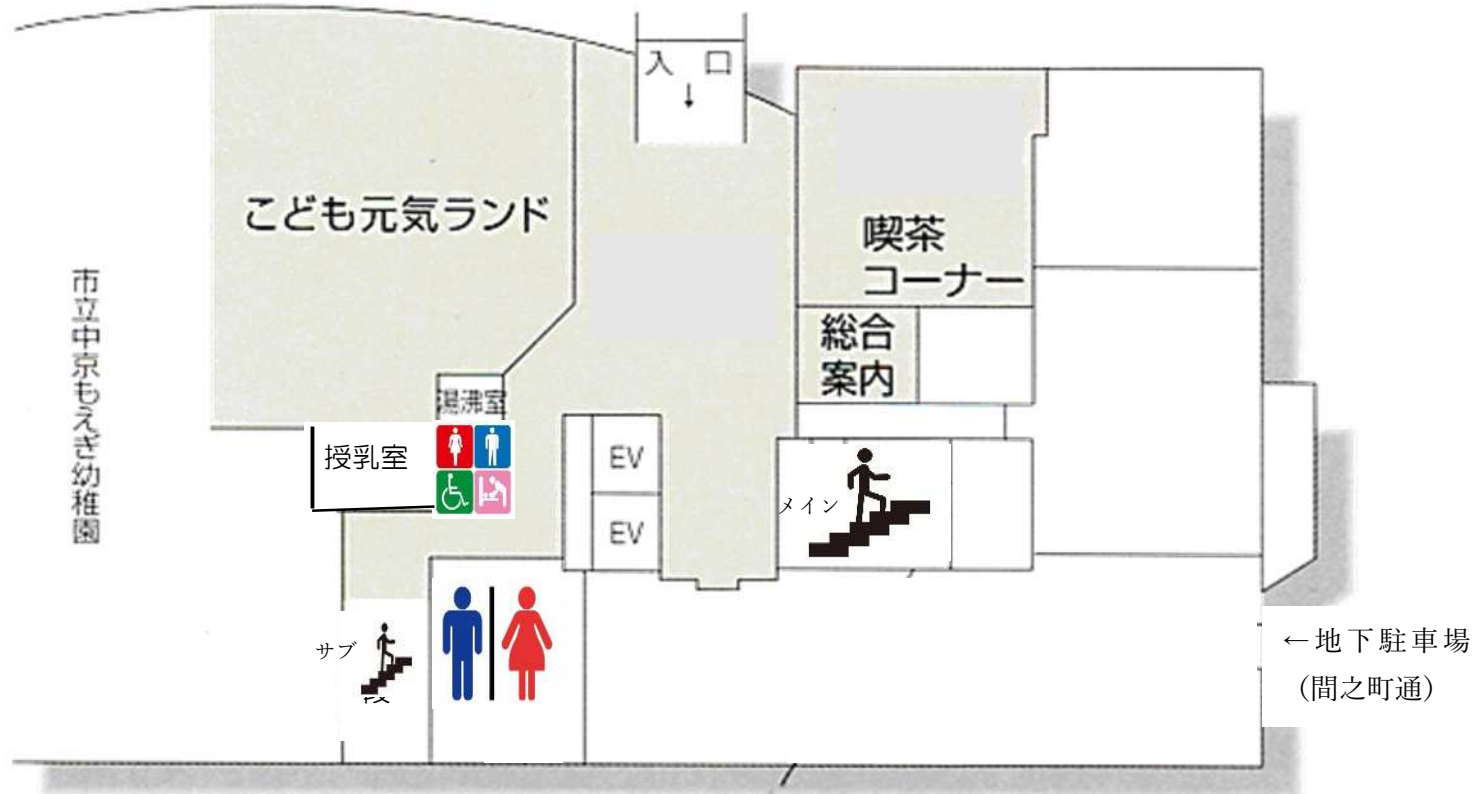 入口
↓
こども元気ランド
喫茶
コーナー
総合
案内
市立中京もえぎ幼稚園
湯沸室
授乳室
EV
EV
メイン
サブ
←地下駐車場
（間之町通）